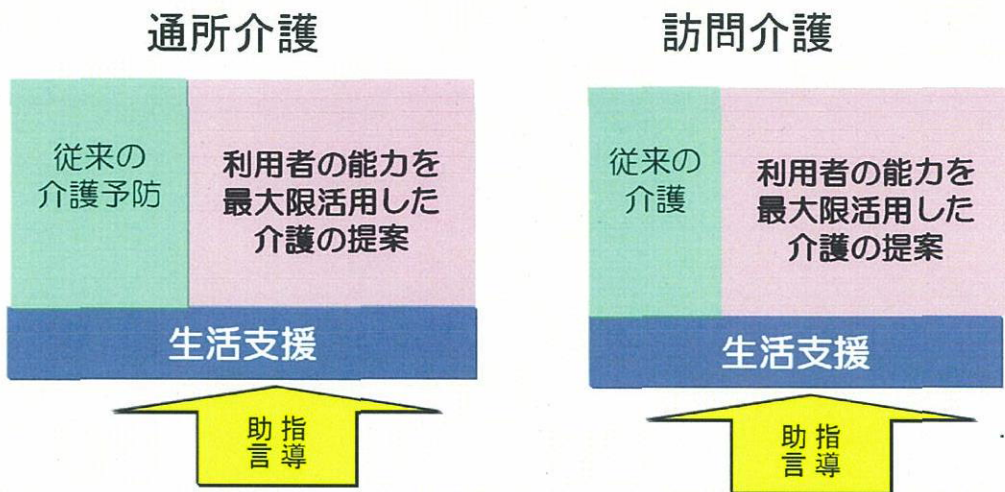 通所介護
従来の
介護予防
利用者の能力を
最大限活用した
介護の提案
生活支援
指導
助言
訪問介護
従来の
介護
利用者の能力を
最大限活用した
介護の提案
生活支援
指導
助言